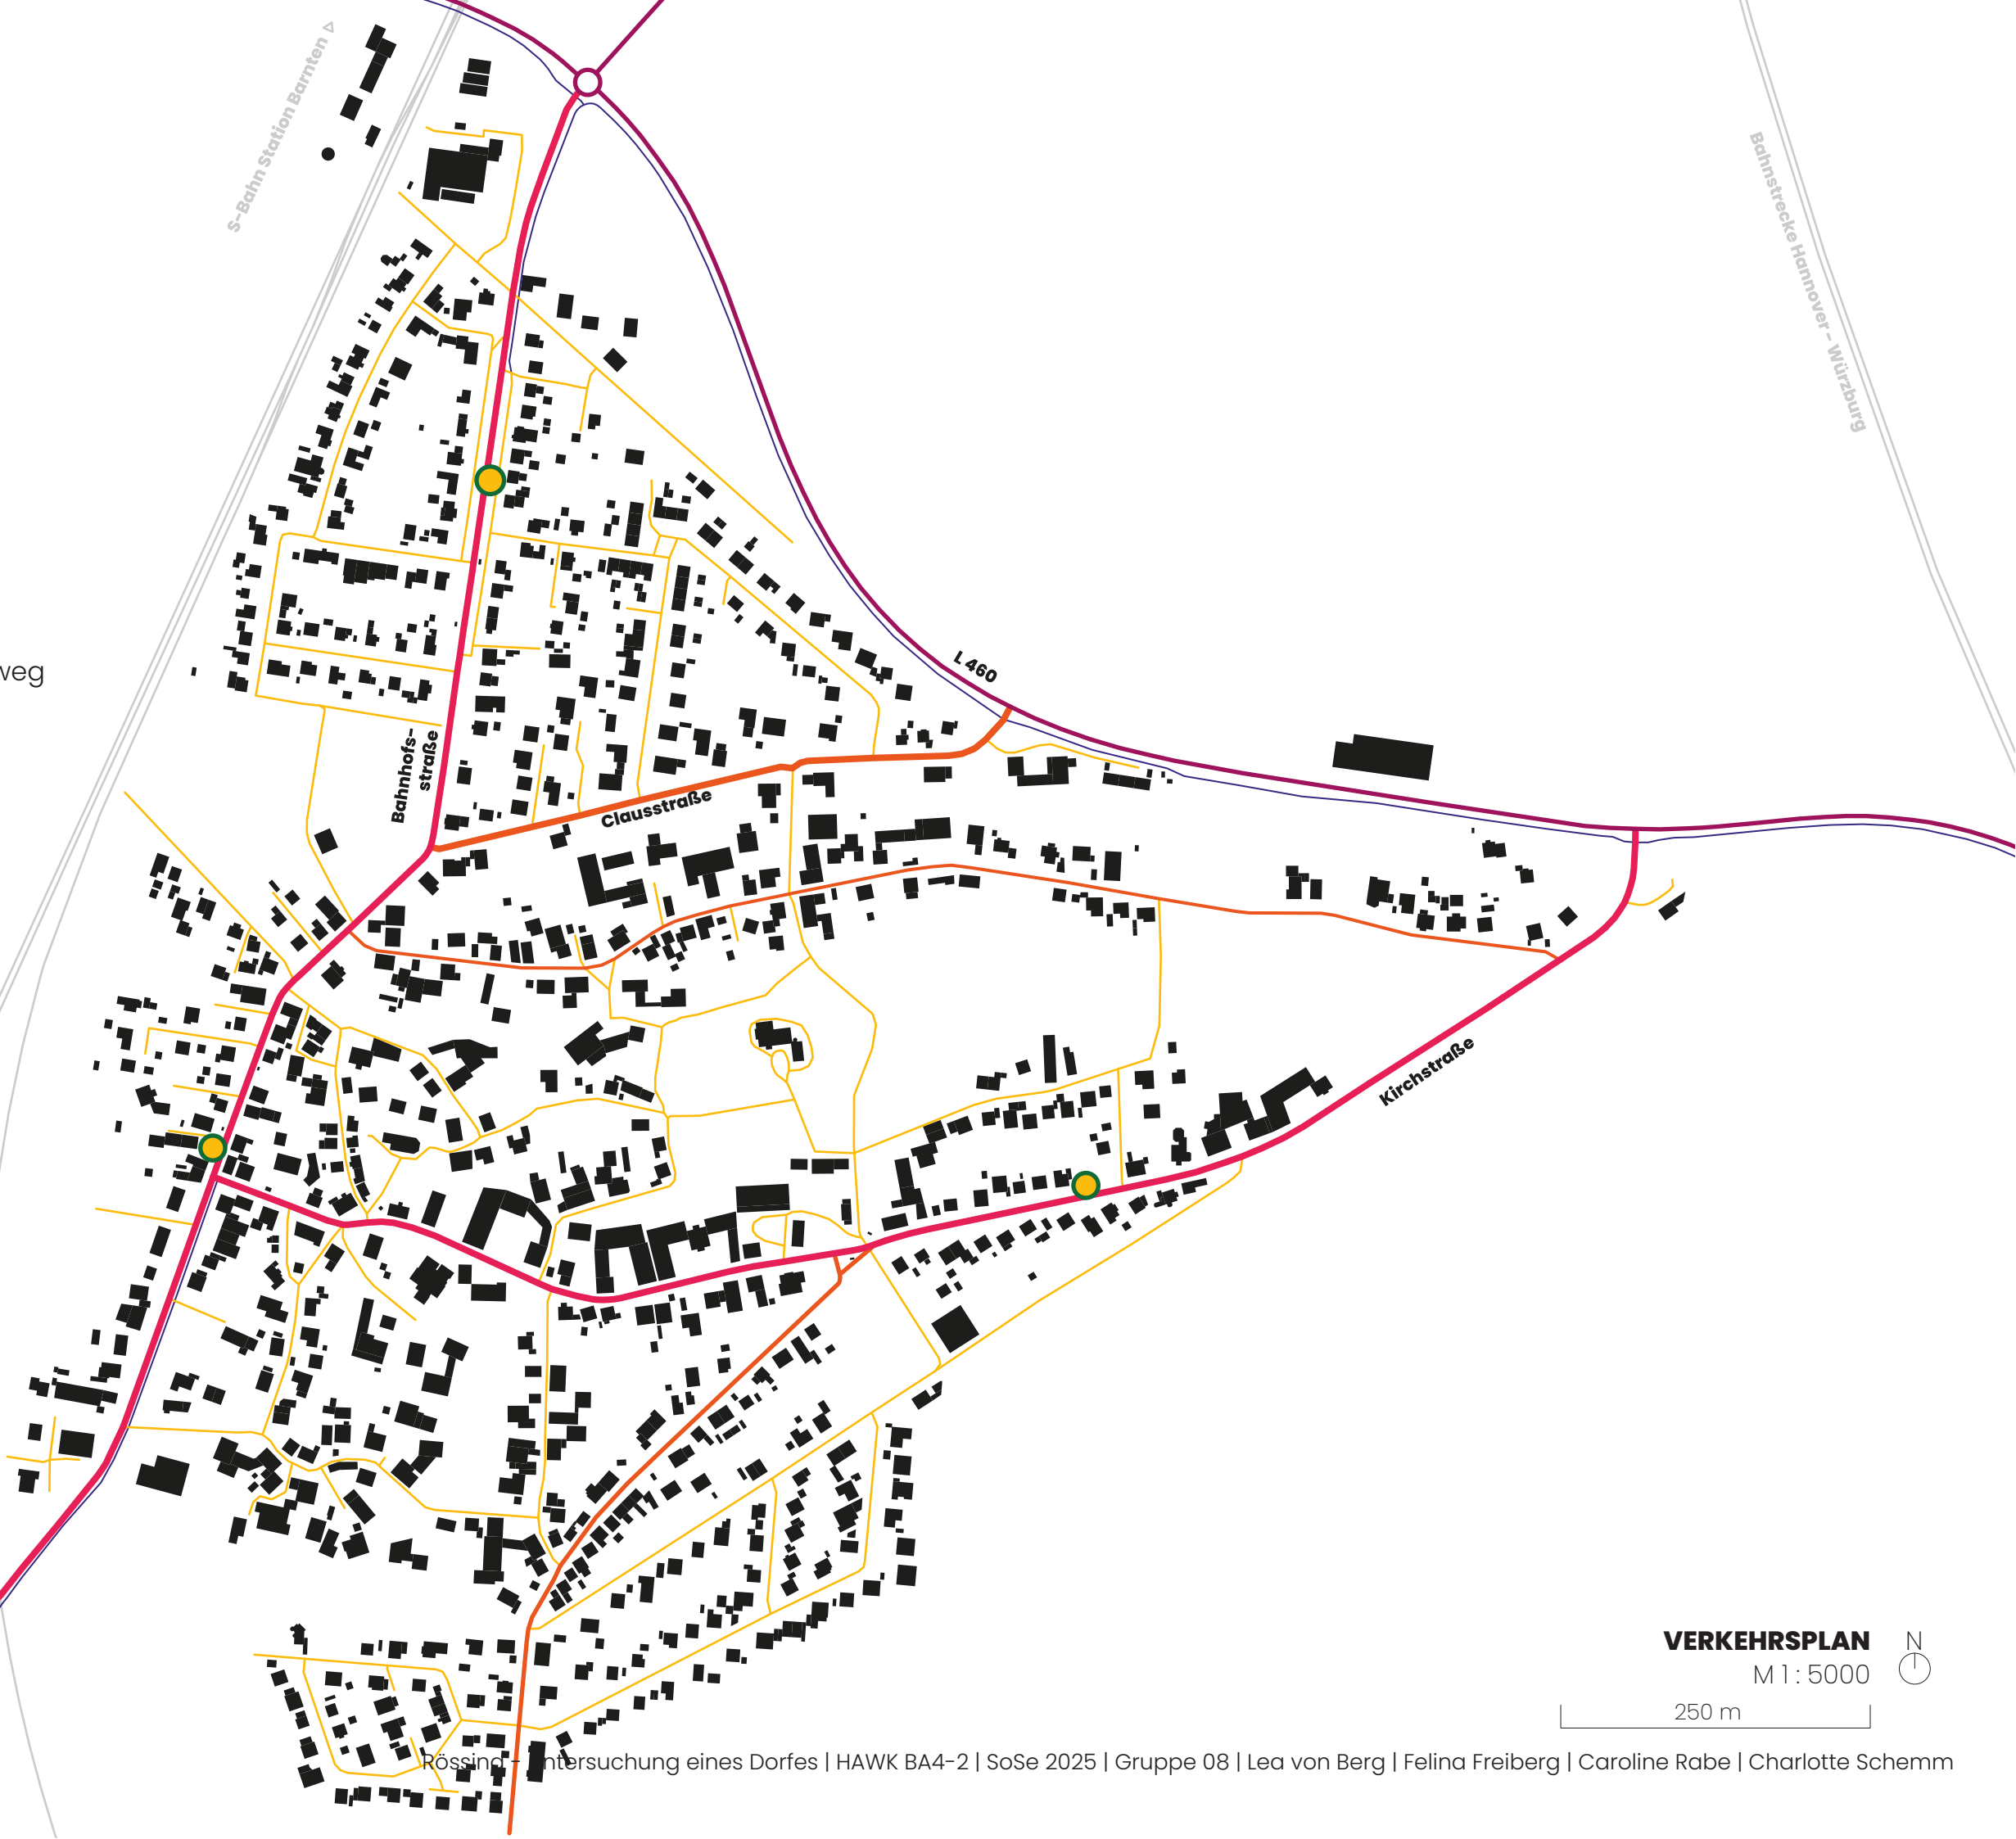 S-Bahn Station Barnten
Bahnstrecke Hannover - Würzburg
weg
L 460
Bahnhofs-
straße
Clausstraße
Kirchstraße
VERKEHRSPLAN
N
M 1 : 5000
250 m
Rössing - Untersuchung eines Dorfes | HAWK BA4-2 | SoSe 2025 | Gruppe 08 | Lea von Berg | Felina Freiberg | Caroline Rabe | Charlotte Schemm